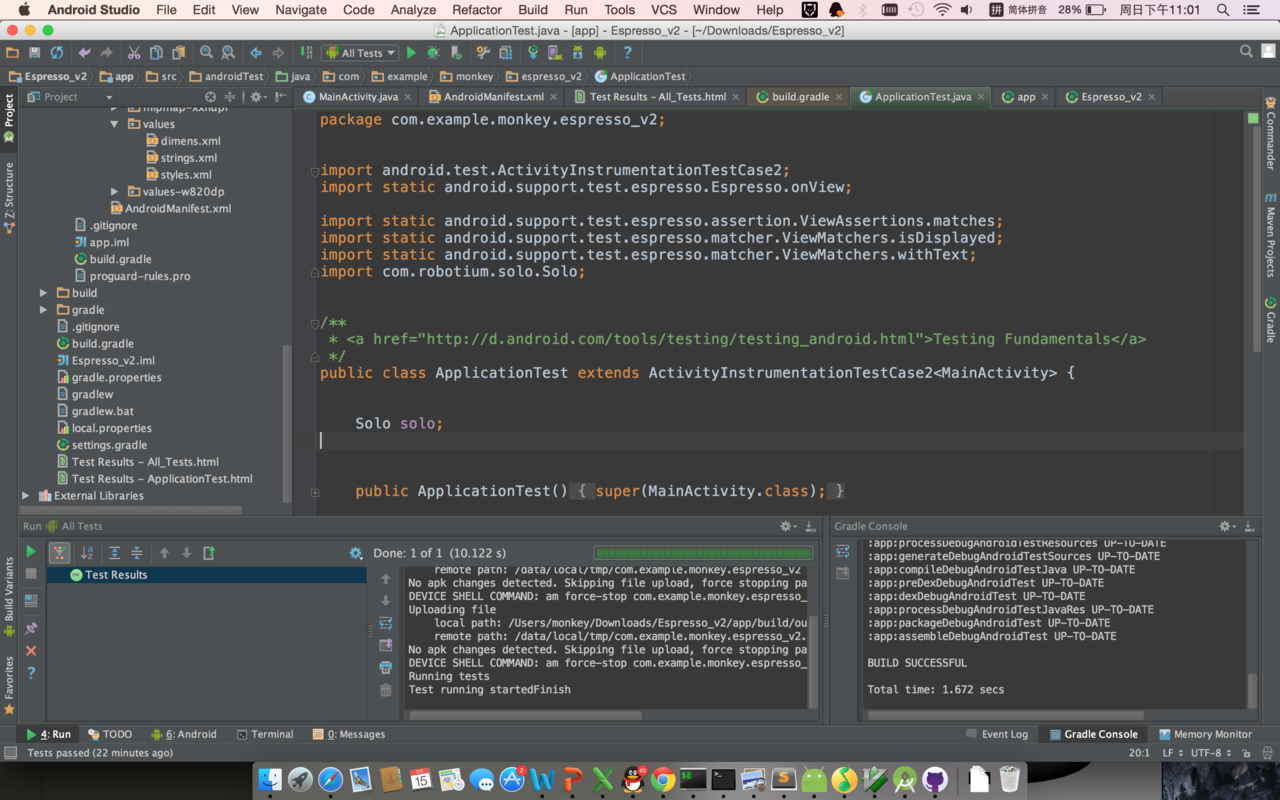 Android Studio File Edit View Navigate Code Analyze Refactor Build Run Tools VCS Window Help 拼 简体拼音 28% 周日下午11:01
ApplicationTest.java - [app] - Espresso_v2 - [~/Downloads/Espresso_v2]
All Tests
Espresso_v2 app src androidTest java com example monkey espresso_v2 ApplicationTest
Project
MainActivity.java AndroidManifest.xml Test Results – All_Tests.html build.gradle ApplicationTest.java app Espresso_v2
Project
Z: Structure
Build Variants
Favorites
Commander
Maven Projects
Gradle
values
dimens.xml
strings.xml
styles.xml
values-w820dp
AndroidManifest.xml
.gitignore
app.iml
build.gradle
proguard-rules.pro
build
gradle
.gitignore
build.gradle
Espresso_v2.iml
gradle.properties
gradlew
gradlew.bat
local.properties
settings.gradle
Test Results – All_Tests.html
Test Results – ApplicationTest.html
External Libraries
package com.example.monkey.espresso_v2;
import android.test.ActivityInstrumentationTestCase2;
import static android.support.test.espresso.Espresso.onView;
import static android.support.test.espresso.assertion.ViewAssertions.matches;
import static android.support.test.espresso.matcher.ViewMatchers.isDisplayed;
import static android.support.test.espresso.matcher.ViewMatchers.withText;
import com.robotium.solo.Solo;
/**
* <a href="http://d.android.com/tools/testing/testing_android.html">Testing Fundamentals</a>
*/
public class ApplicationTest extends ActivityInstrumentationTestCase2<MainActivity> {
Solo solo;
public ApplicationTest() { super(MainActivity.class); }
Run All Tests
Done: 1 of 1 (10.122 s)
Test Results
remote path: /data/local/tmp/com.example.monkey.espresso_v2
No apk changes detected. Skipping file upload, force stopping pa
DEVICE SHELL COMMAND: am force-stop com.example.monkey.espresso_
Uploading file
local path: /Users/monkey/Downloads/Espresso_v2/app/build/ou
remote path: /data/local/tmp/com.example.monkey.espresso_v2.
No apk changes detected. Skipping file upload, force stopping pa
DEVICE SHELL COMMAND: am force-stop com.example.monkey.espresso_
Running tests
Test running startedFinish
Gradle Console
:app:processDebugAndroidTestResources UP-TO-DATE
:app:generateDebugAndroidTestSources UP-TO-DATE
:app:compileDebugAndroidTestJava UP-TO-DATE
:app:preDexDebugAndroidTest UP-TO-DATE
:app:dexDebugAndroidTest UP-TO-DATE
:app:processDebugAndroidTestJavaRes UP-TO-DATE
:app:packageDebugAndroidTest UP-TO-DATE
:app:assembleDebugAndroidTest UP-TO-DATE
BUILD SUCCESSFUL
Total time: 1.672 secs
4: Run TODO 6: Android Terminal 0: Messages Event Log Gradle Console Memory Monitor
Tests passed (22 minutes ago) 20:1 LF UTF-8
15